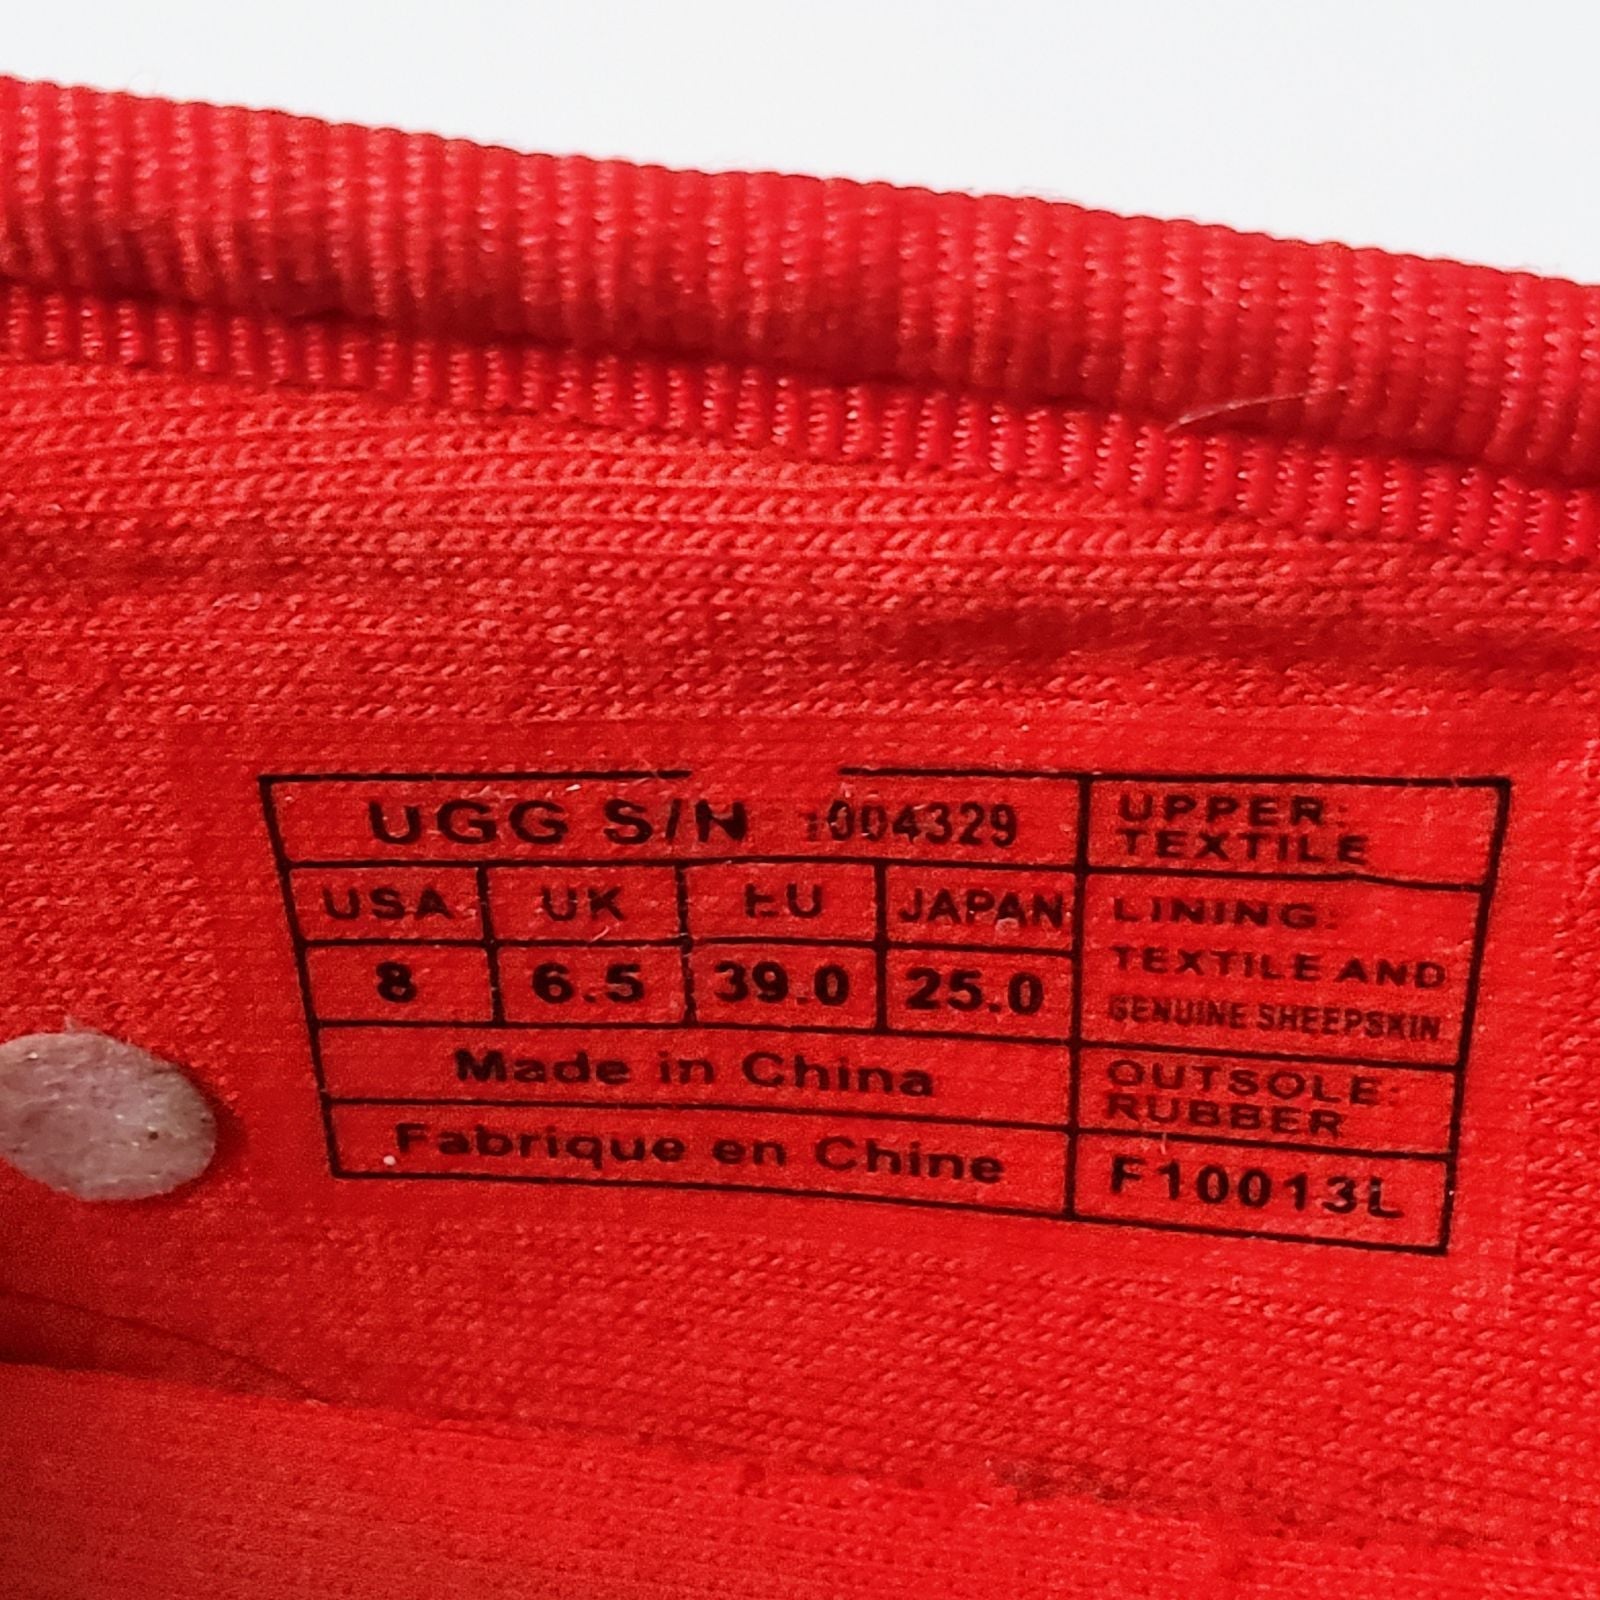 UGG S/N 1004329
USA UK EU JAPAN
8 6.5 39.0 25.0
Made in China
Fabrique en Chine
UPPER:
TEXTILE
LINING:
TEXTILE AND
GENUINE SHEEPSKIN
OUTSOLE:
RUBBER
F10013L